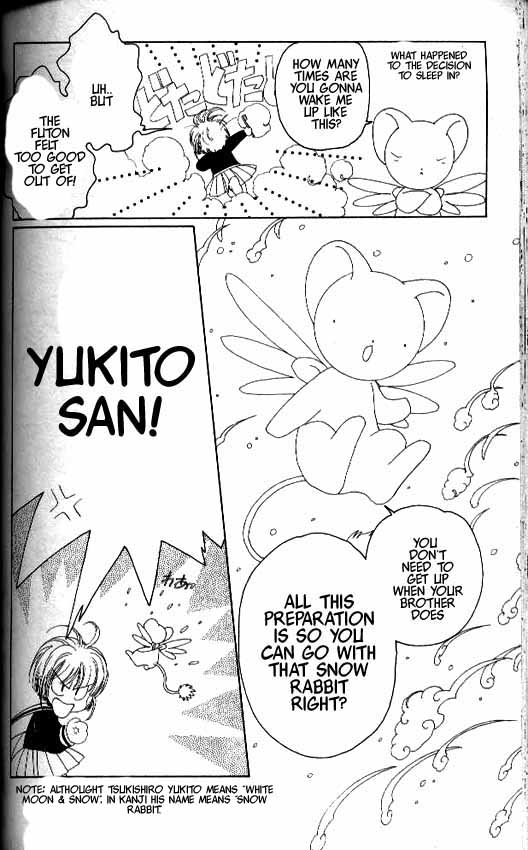 WHAT HAPPENED
TO THE DECISION
TO SLEEP IN?
HOW MANY
TIMES ARE
YOU GONNA
WAKE ME
UP LIKE
THIS?
UH..
BUT
THE
FUTON
FELT
TOO GOOD
TO GET
OUT OF!
YOU
DON'T
NEED TO
GET UP
WHEN YOUR
BROTHER
DOES
ALL THIS
PREPARATION
IS SO YOU
CAN GO WITH
THAT SNOW
RABBIT
RIGHT?
YUKITO
SAN!
NOTE: ALTHOUGHT TSUKISHIRO YUKITO MEANS "WHITE
MOON & SNOW". IN KANJI HIS NAME MEANS "SNOW
RABBIT.